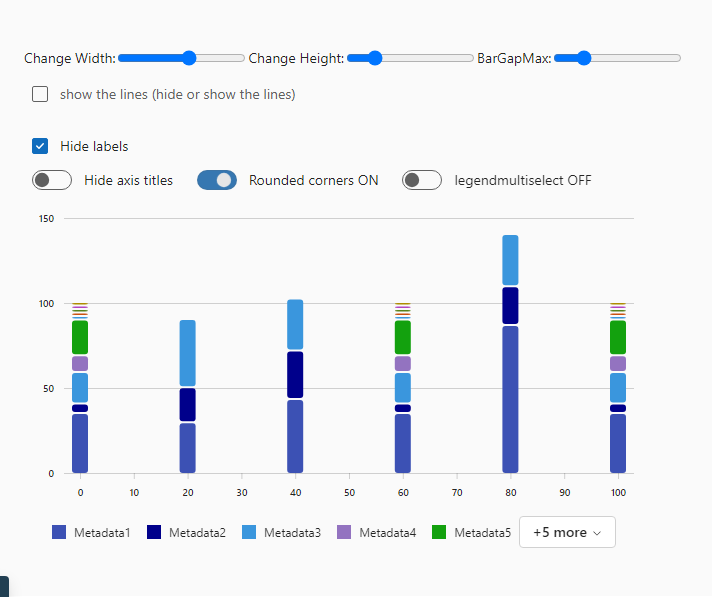 Change Width: Change Height: BarGapMax:
show the lines (hide or show the lines)
Hide labels
Hide axis titles Rounded corners ON legendmultiselect OFF
150
100
50
0
0 10 20 30 40 50 60 70 80 90 100
Metadata1 Metadata2 Metadata3 Metadata4 Metadata5 +5 more